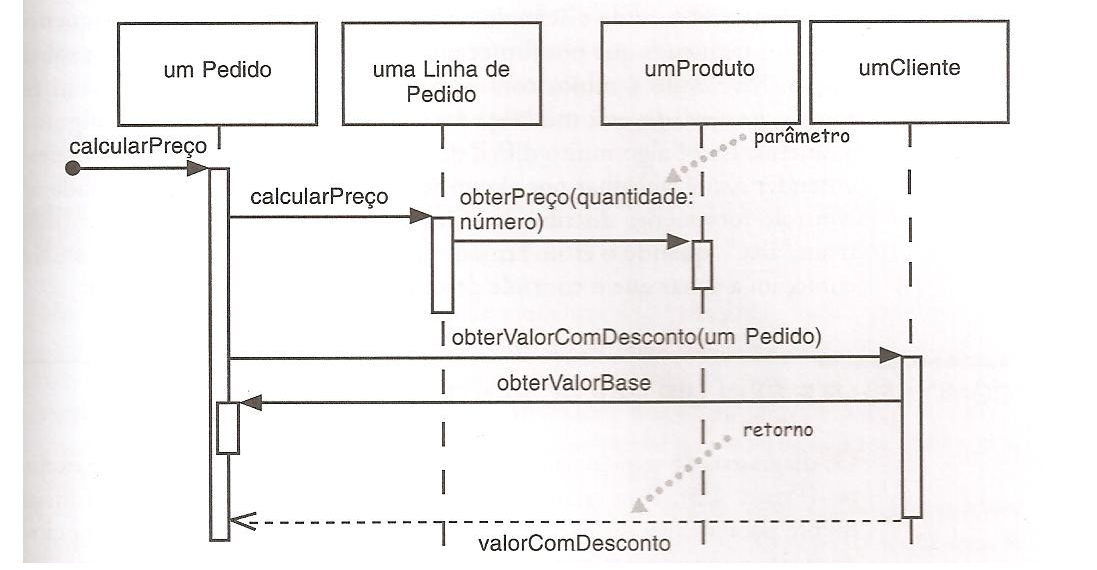 um Pedido
uma Linha de
Pedido
umProduto
umCliente
parâmetro
calcularPreço
calcularPreço
obterPreço(quantidade:
número)
obterValorComDesconto(um Pedido)
obterValorBase
retorno
valorComDesconto